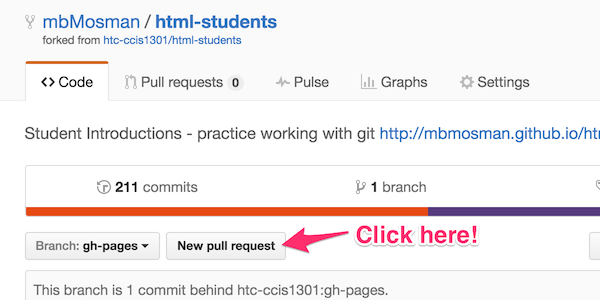 mbMosman / html-students
forked from htc-ccis1301/html-students
Code Pull requests 0 Pulse Graphs Settings
Student Introductions - practice working with git http://mbmosman.github.io/ht
211 commits 1 branch
Branch: gh-pages New pull request Click here!
This branch is 1 commit behind htc-ccis1301:gh-pages.